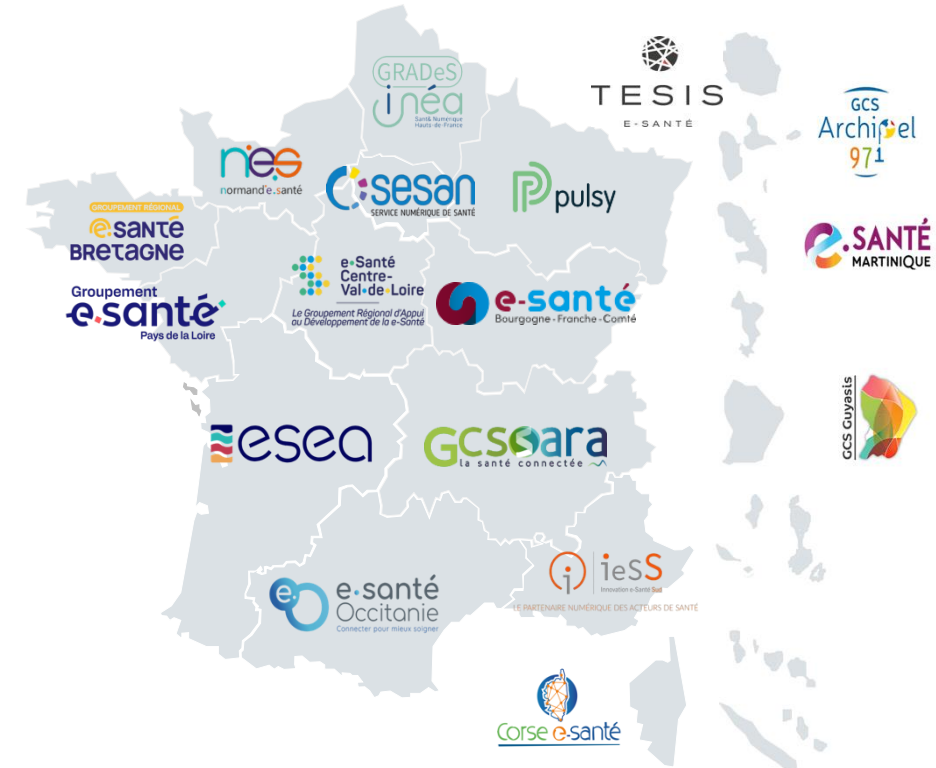 GRADeS
inéa
Santé Numérique
Hauts-de-France
TESIS
E-SANTÉ
GCS
Archipel
971
nes
normand'e.santé
sesan
SERVICE NUMÉRIQUE DE SANTÉ
pulsy
GROUPEMENT RÉGIONAL
e.santé
BRETAGNE
e.SANTÉ
MARTINIQUE
e•Santé
Centre-
Val•de•Loire
Le Groupement Régional d'Appui
au Développement de la e-Santé
e-santé
Bourgogne - Franche - Comté
Groupement
e.santé
Pays de la Loire
esea
GCS sara
la santé connectée
GCS Guyasis
e•santé
Occitanie
Connecter pour mieux soigner
i
ieSS
Innovation e-Santé Sud
LE PARTENAIRE NUMÉRIQUE DES ACTEURS DE SANTÉ
Corse e-santé